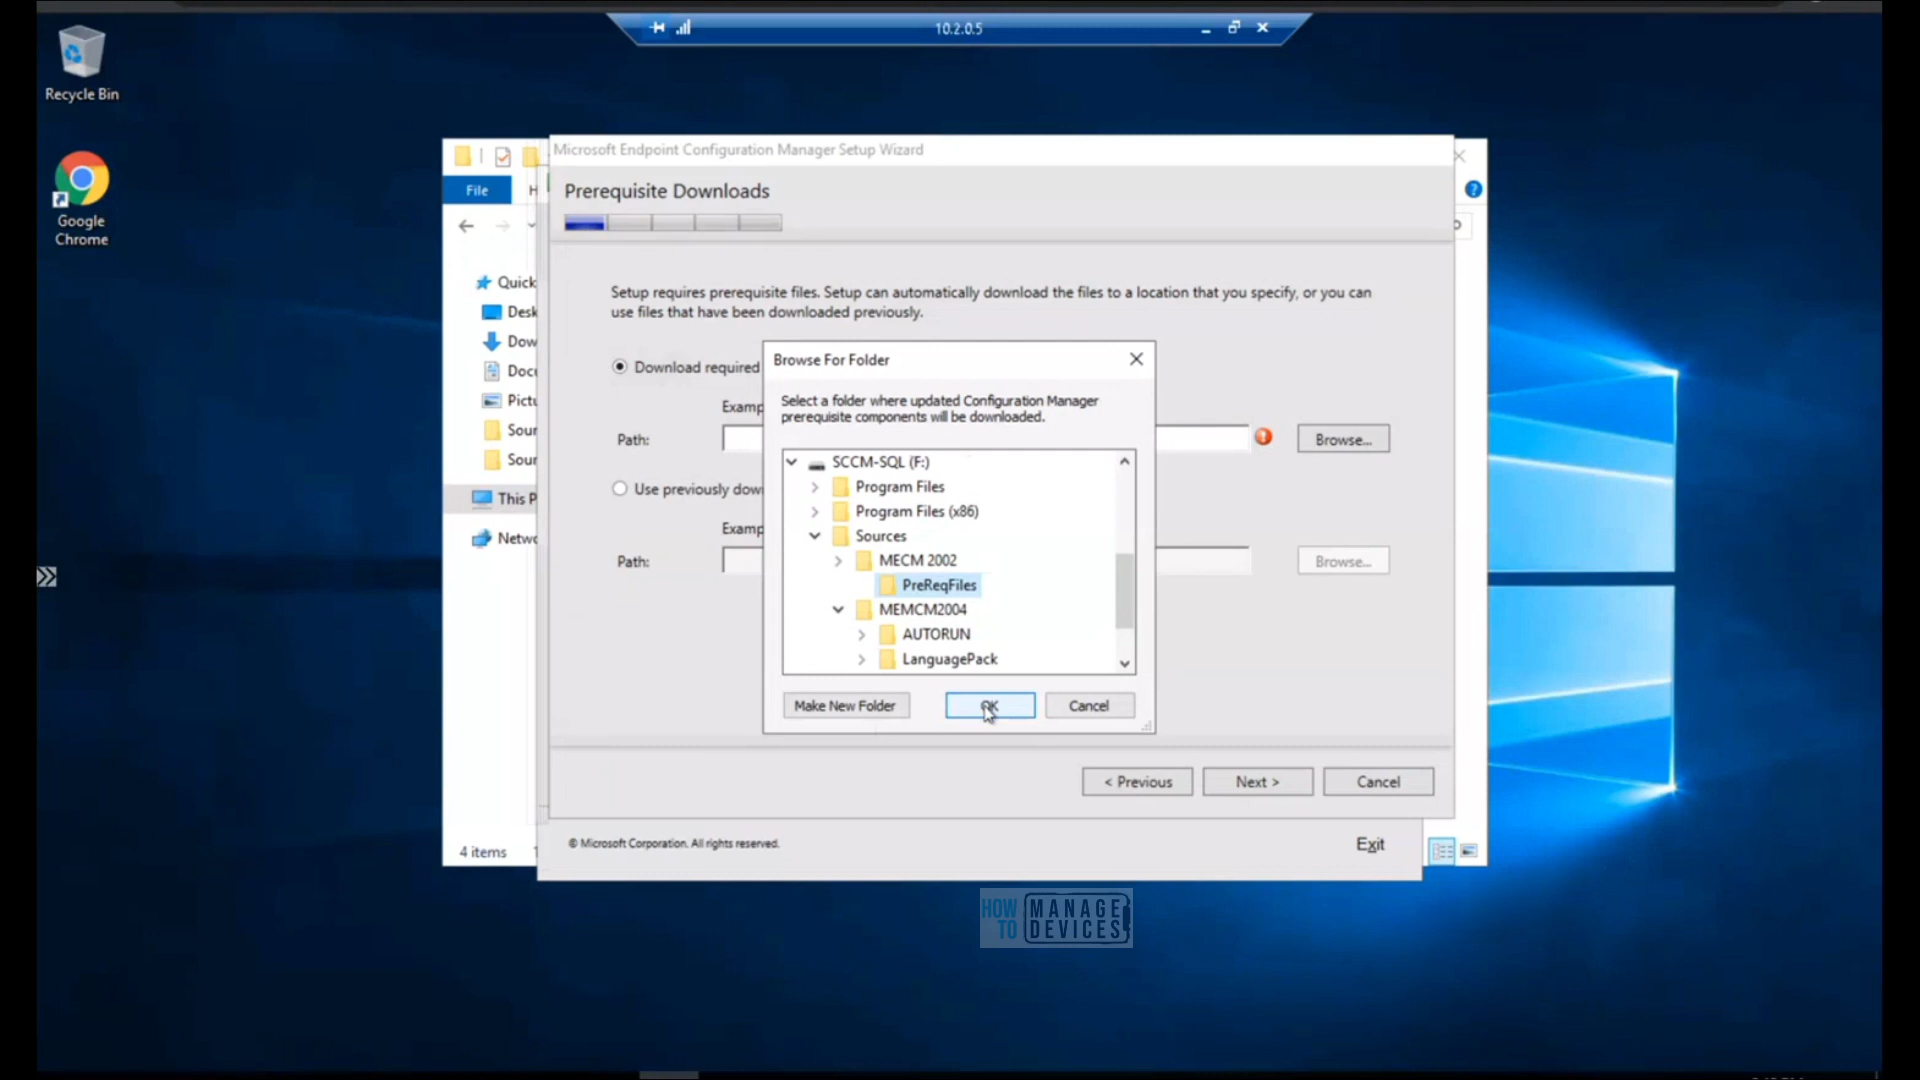 10.2.0.5
Recycle Bin
Google
Chrome
Microsoft Endpoint Configuration Manager Setup Wizard
File
H
Prerequisite Downloads
Quick
Desk
Dow
Docu
Pictu
Sour
Sour
This P
Netwo
Setup requires prerequisite files. Setup can automatically download the files to a location that you specify, or you can
use files that have been downloaded previously.
Download required
Examp
Path:
Browse...
Use previously down
Examp
Path:
Browse...
Browse For Folder
Select a folder where updated Configuration Manager
prerequisite components will be downloaded.
SCCM-SQL (F:)
Program Files
Program Files (x86)
Sources
MECM 2002
PreReqFiles
MEMCM2004
AUTORUN
LanguagePack
Make New Folder
OK
Cancel
< Previous
Next >
Cancel
4 items
© Microsoft Corporation. All rights reserved.
Exit
HOW TO
MANAGE
DEVICES